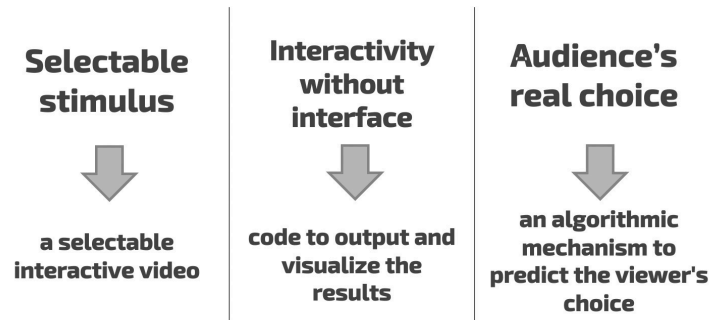 Selectable
stimulus
a selectable
interactive video
Interactivity
without
interface
code to output and
visualize the
results
Audience's
real choice
an algorithmic
mechanism to
predict the viewer's
choice